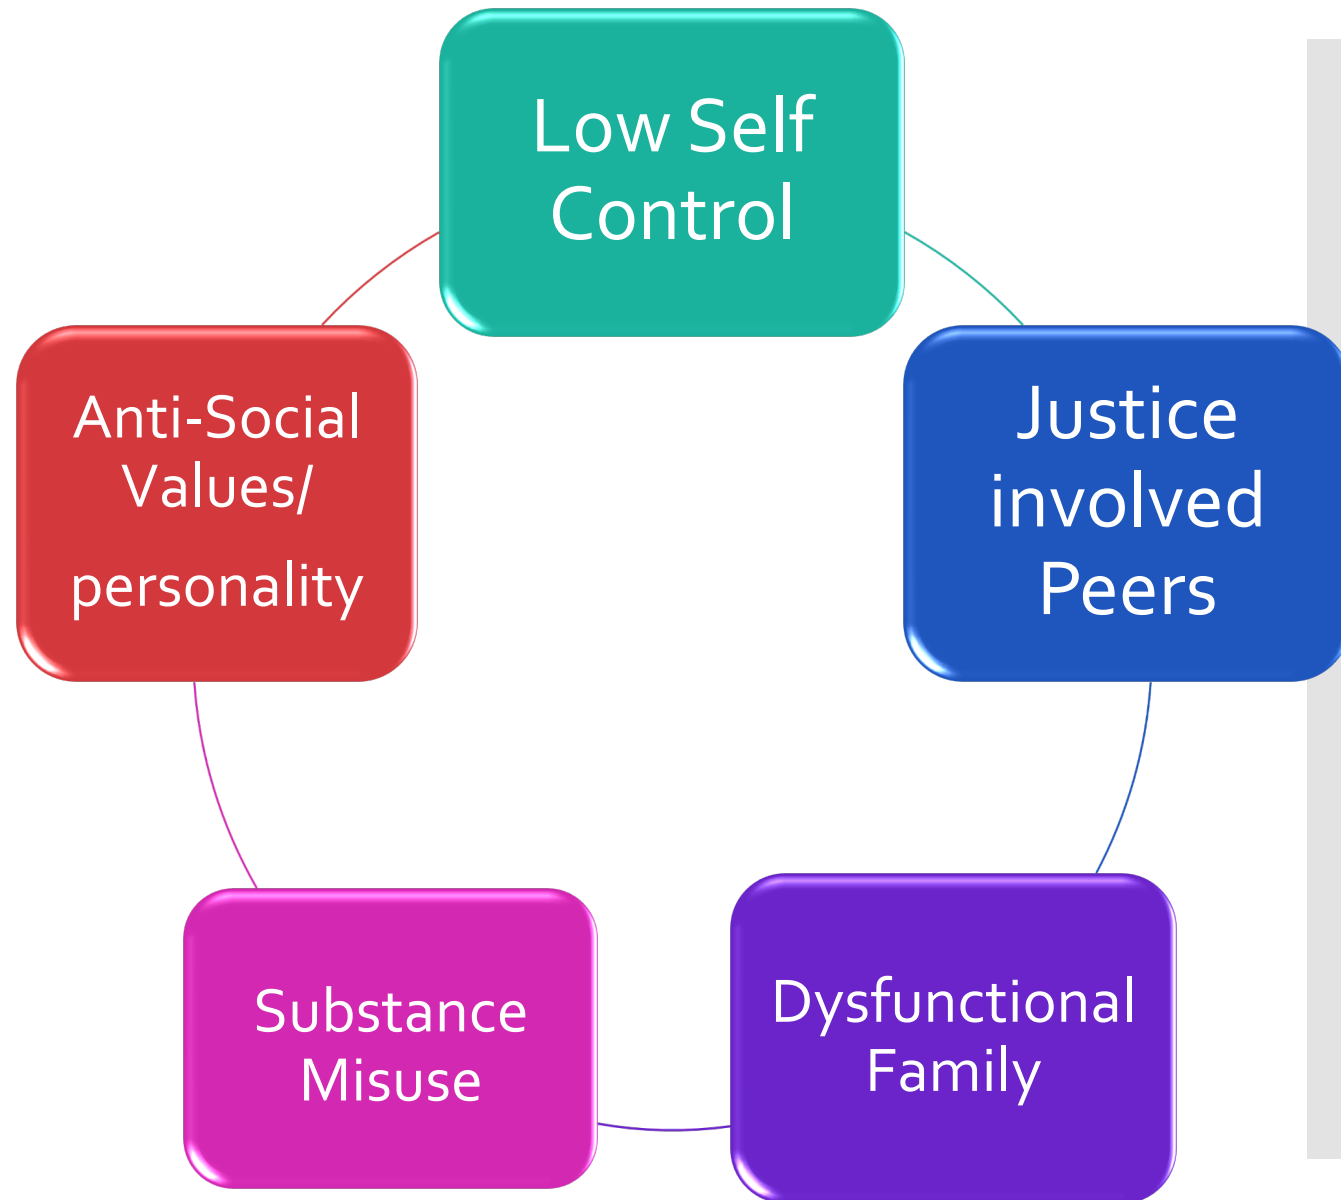 Low Self
Control
Justice
involved
Peers
Dysfunctional
Family
Substance
Misuse
Anti-Social
Values/
personality